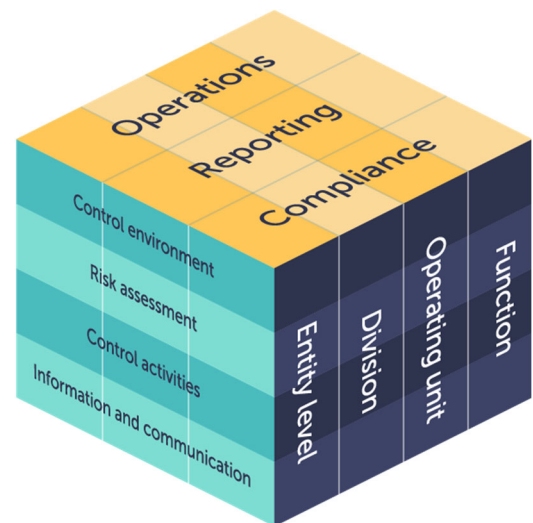 Operations
Reporting
Compliance
Control environment
Risk assessment
Control activities
Information and communication
Entity level
Division
Operating unit
Function